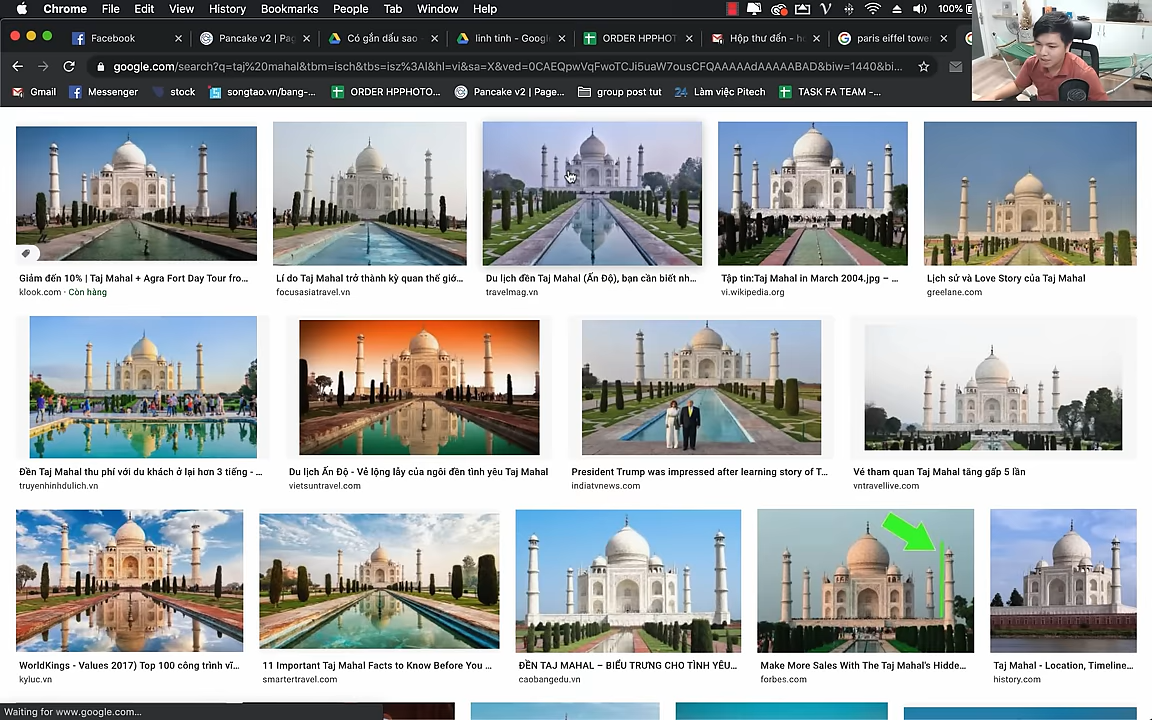 Chrome File Edit View History Bookmarks People Tab Window Help 100%
Facebook Pancake v2 | Pag Có gắn dấu sao - linh tinh - Google ORDER HPPHOT Hộp thư đến - h paris eiffel tower
google.com/search?q=taj%20mahal&tbm=isch&tbs=isz%3Al&hl=vi&sa=X&ved=0CAEQpwVqFwoTCJi5uaW7ousCFQAAAAAdAAAAABAD&biw=1440&bi...
Gmail Messenger stock songtao.vn/bang-... ORDER HPPHOTO... Pancake v2 | Page... group post tut Làm việc Pitech TASK FA TEAM -...
Giảm đến 10% | Taj Mahal + Agra Fort Day Tour fro...
klook.com · Còn hàng
Lí do Taj Mahal trở thành kỳ quan thế giớ...
focusasiatravel.vn
Du lịch đền Taj Mahal (Ấn Độ), bạn cần biết nh...
travelmag.vn
Tập tin:Taj Mahal in March 2004.jpg – ...
vi.wikipedia.org
Lịch sử và Love Story của Taj Mahal
greelane.com
Đền Taj Mahal thu phí với du khách ở lại hơn 3 tiếng - ...
truyenhinhdulich.vn
Du lịch Ấn Độ - Vẻ lộng lẫy của ngôi đền tình yêu Taj Mahal
vietsuntravel.com
President Trump was impressed after learning story of T...
indiatvnews.com
Vé tham quan Taj Mahal tăng gấp 5 lần
vntravellive.com
WorldKings - Values 2017) Top 100 công trình vĩ...
kyluc.vn
11 Important Taj Mahal Facts to Know Before You ...
smartertravel.com
ĐỀN TAJ MAHAL – BIỂU TRƯNG CHO TÌNH YÊU...
caobangedu.vn
Make More Sales With The Taj Mahal's Hidde...
forbes.com
Taj Mahal - Location, Timeline...
history.com
Waiting for www.google.com...